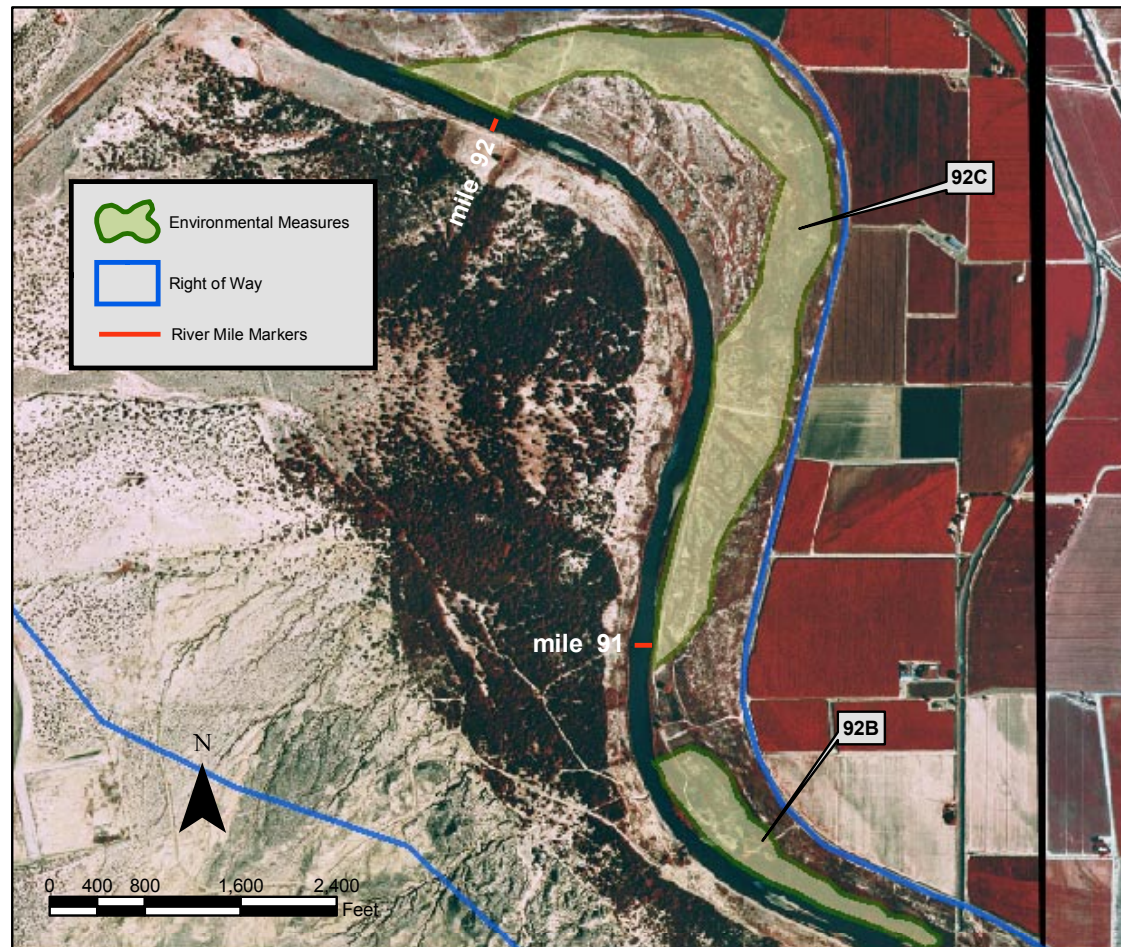 mile 92
92C
Environmental Measures
Right of Way
River Mile Markers
mile 91
92B
N
0 400 800 1,600 2,400
Feet